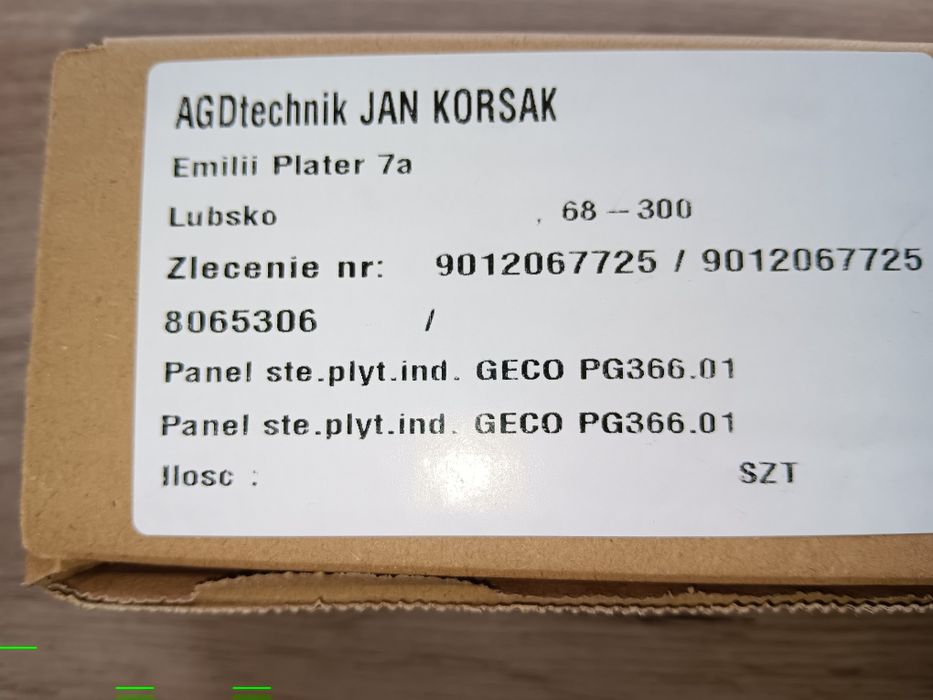 AGDtechnik JAN KORSAK
Emilii Plater 7a
Lubsko , 68 – 300
Zlecenie nr: 9012067725 / 9012067725
8065306 /
Panel ste.plyt.ind. GECO PG366.01
Panel ste.plyt.ind. GECO PG366.01
Ilosc : SZT